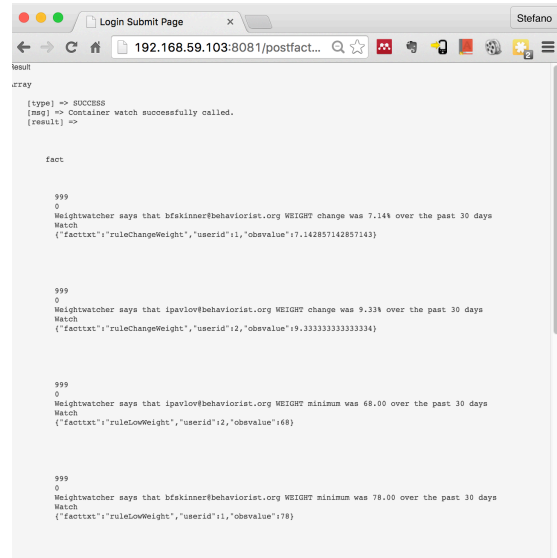 Login Submit Page
Stefano
192.168.59.103:8081/postfact...
2
Result
Array
[type] => SUCCESS
[msg] => Container watch successfully called.
[result] =>
fact
999
0
Weightwatcher says that bfskinner@behaviorist.org WEIGHT change was 7.14% over the past 30 days
Watch
{"facttxt":"ruleChangeWeight","userid":1,"obsvalue":7.142857142857143}
999
0
Weightwatcher says that ipavlov@behaviorist.org WEIGHT change was 9.33% over the past 30 days
Watch
{"facttxt":"ruleChangeWeight","userid":2,"obsvalue":9.333333333333334}
999
0
Weightwatcher says that ipavlov@behaviorist.org WEIGHT minimum was 68.00 over the past 30 days
Watch
{"facttxt":"ruleLowWeight","userid":2,"obsvalue":68}
999
0
Weightwatcher says that bfskinner@behaviorist.org WEIGHT minimum was 78.00 over the past 30 days
Watch
{"facttxt":"ruleLowWeight","userid":1,"obsvalue":78}